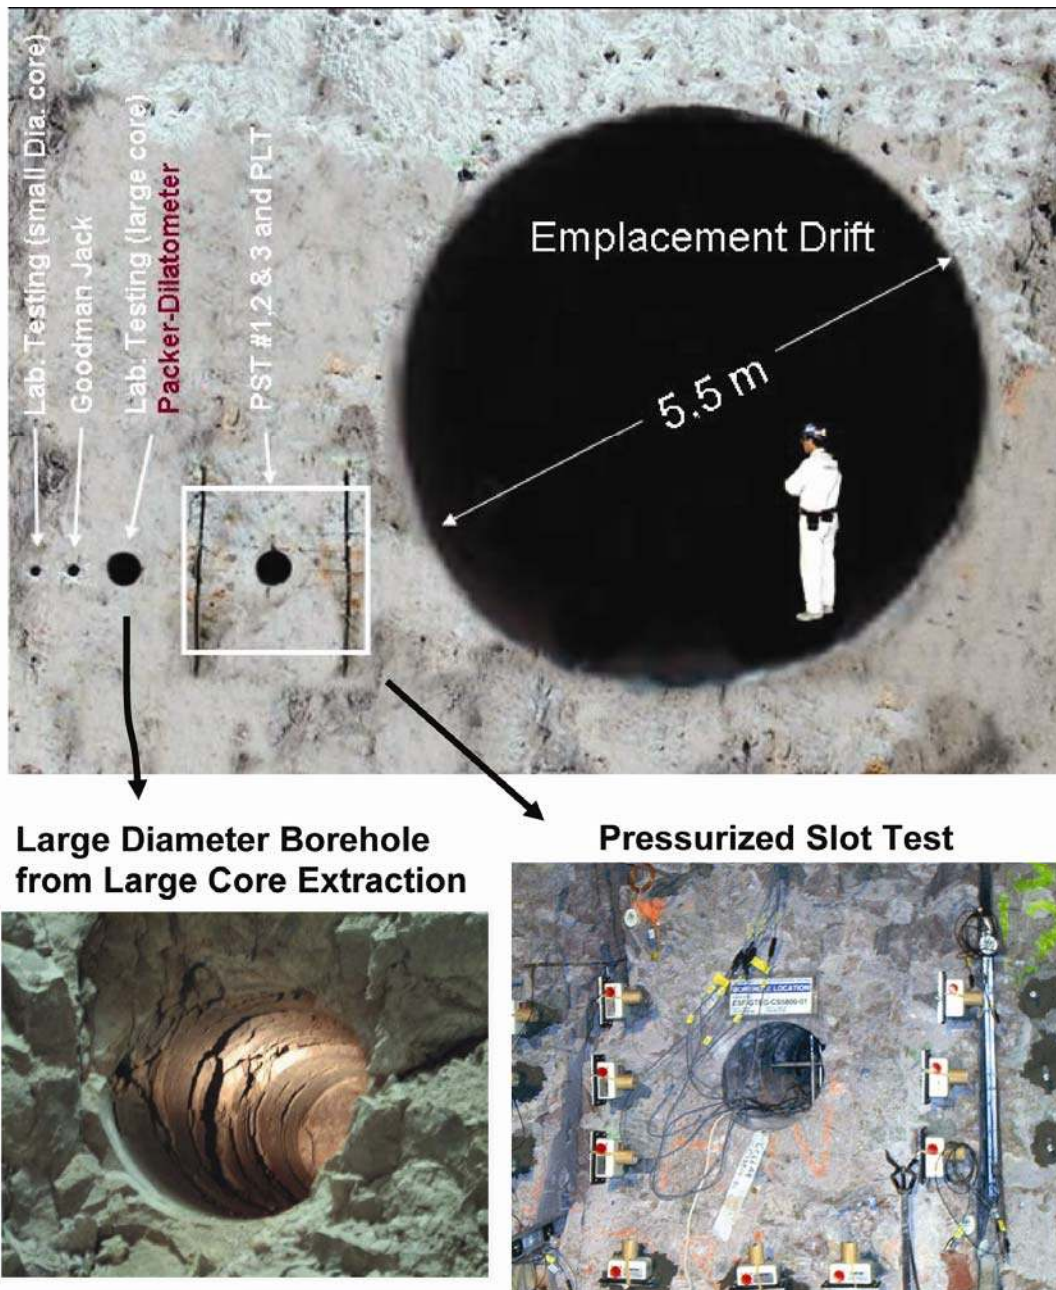 Lab. Testing (small Dia. core)
Goodman Jack
Lab. Testing (large core)
Packer-Dilatometer
PST #1,2 & 3 and PLT
Emplacement Drift
5.5 m
Large Diameter Borehole
from Large Core Extraction
Pressurized Slot Test
BOREHOLE LOCATION